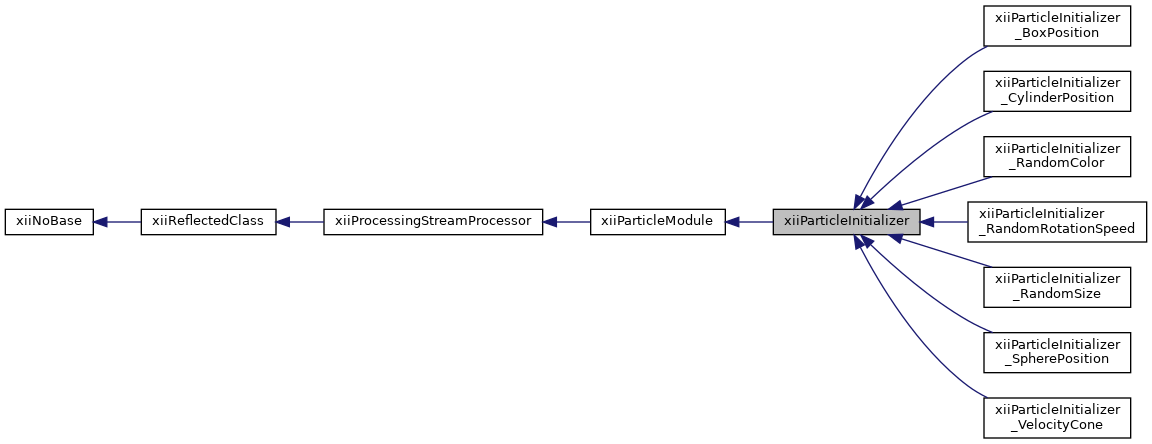 xiiNoBase
xiiReflectedClass
xiiProcessingStreamProcessor
xiiParticleModule
xiiParticleInitializer
xiiParticleInitializer
_BoxPosition
xiiParticleInitializer
_CylinderPosition
xiiParticleInitializer
_RandomColor
xiiParticleInitializer
_RandomRotationSpeed
xiiParticleInitializer
_RandomSize
xiiParticleInitializer
_SpherePosition
xiiParticleInitializer
_VelocityCone